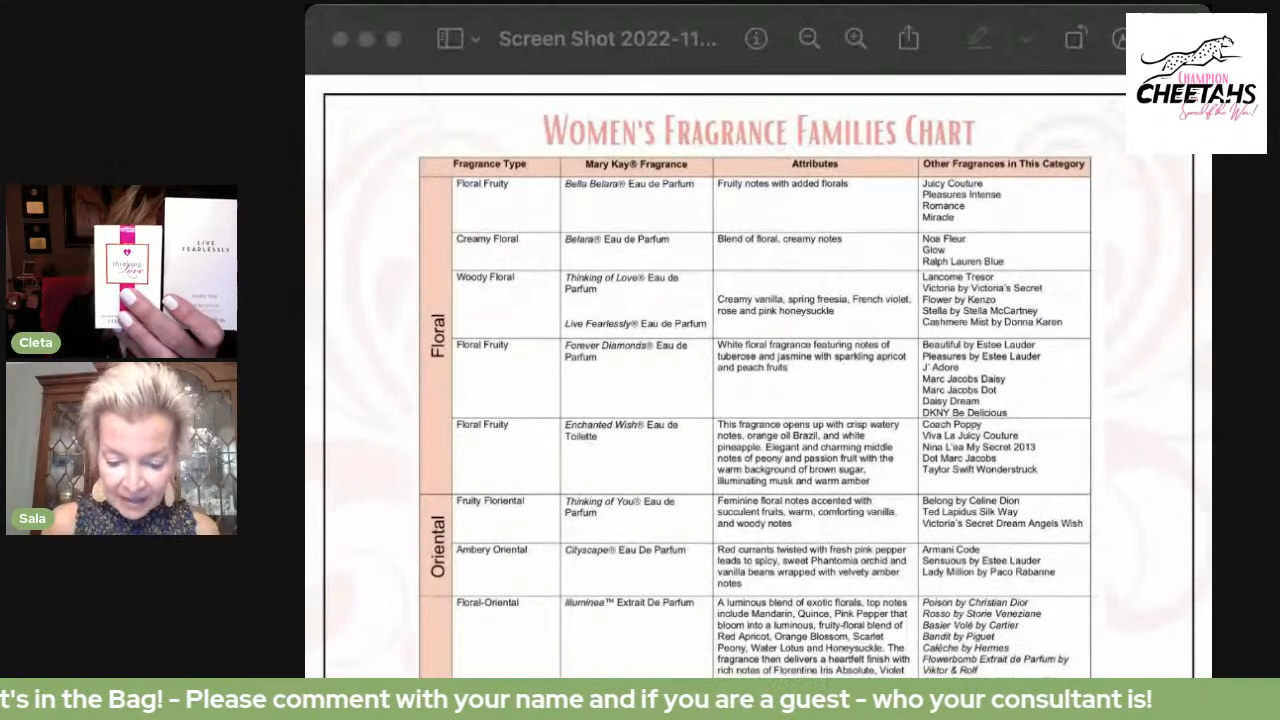 Screen Shot 2022-11...
CHAMPION
CHEETAHS
Speed of the Win!
WOMEN'S FRAGRANCE FAMILIES CHART
Fragrance Type
Mary Kay® Fragrance
Attributes
Other Fragrances in This Category
Floral
Floral Fruity
Bella Belara® Eau de Parfum
Fruity notes with added florals
Juicy Couture
Pleasures Intense
Romance
Miracle
Creamy Floral
Belara® Eau de Parfum
Blend of floral, creamy notes
Noa Fleur
Glow
Ralph Lauren Blue
Woody Floral
Thinking of Love® Eau de
Parfum
Live Fearlessly® Eau de Parfum
Creamy vanilla, spring freesia, French violet,
rose and pink honeysuckle
Lancome Tresor
Victoria by Victoria's Secret
Flower by Kenzo
Stella by Stella McCartney
Cashmere Mist by Donna Karen
Floral Fruity
Forever Diamonds® Eau de
Parfum
White floral fragrance featuring notes of
tuberose and jasmine with sparkling apricot
and peach fruits
Beautiful by Estee Lauder
Pleasures by Estee Lauder
J' Adore
Marc Jacobs Daisy
Marc Jacobs Dot
Daisy Dream
DKNY Be Delicious
Floral Fruity
Enchanted Wish® Eau de
Toilette
This fragrance opens up with crisp watery
notes, orange oil Brazil, and white
pineapple. Elegant and charming middle
notes of peony and passion fruit with the
warm background of brown sugar,
illuminating musk and warm amber
Coach Poppy
Viva La Juicy Couture
Nina L'ea My Secret 2013
Dot Marc Jacobs
Taylor Swift Wonderstruck
Oriental
Fruity Floriental
Thinking of You® Eau de
Parfum
Feminine floral notes accented with
succulent fruits, warm, comforting vanilla,
and woody notes
Belong by Celine Dion
Ted Lapidus Silk Way
Victoria's Secret Dream Angels Wish
Ambery Oriental
Cityscape® Eau De Parfum
Red currants twisted with fresh pink pepper
leads to spicy, sweet Phantomia orchid and
vanilla beans wrapped with velvety amber
notes
Armani Code
Sensuous by Estee Lauder
Lady Million by Paco Rabanne
Floral-Oriental
Illuminea™ Extrait De Parfum
A luminous blend of exotic florals, top notes
include Mandarin, Quince, Pink Pepper that
bloom into a luminous, fruity-floral blend of
Red Apricot, Orange Blossom, Scarlet
Peony, Water Lotus and Honeysuckle. The
fragrance then delivers a heartfelt finish with
rich notes of Florentine Iris Absolute, Violet
Poison by Christian Dior
Rosso by Storie Veneziane
Basier Volé by Cartier
Bandit by Piguet
Calèche by Hermes
Flowerbomb Extrait de Parfum by
Viktor & Rolf
thinking
of love
LIVE
FEARLESSLY
mary kay
Cleta
Sala
t's in the Bag! - Please comment with your name and if you are a guest - who your consultant is!